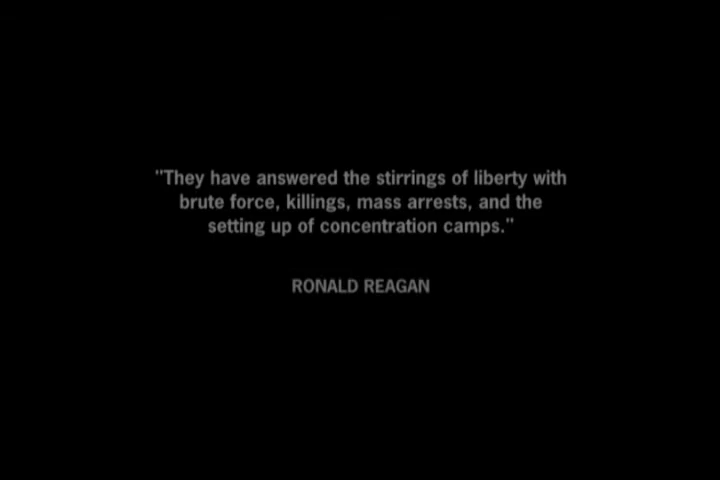 "They have answered the stirrings of liberty with
brute force, killings, mass arrests, and the
setting up of concentration camps."
RONALD REAGAN